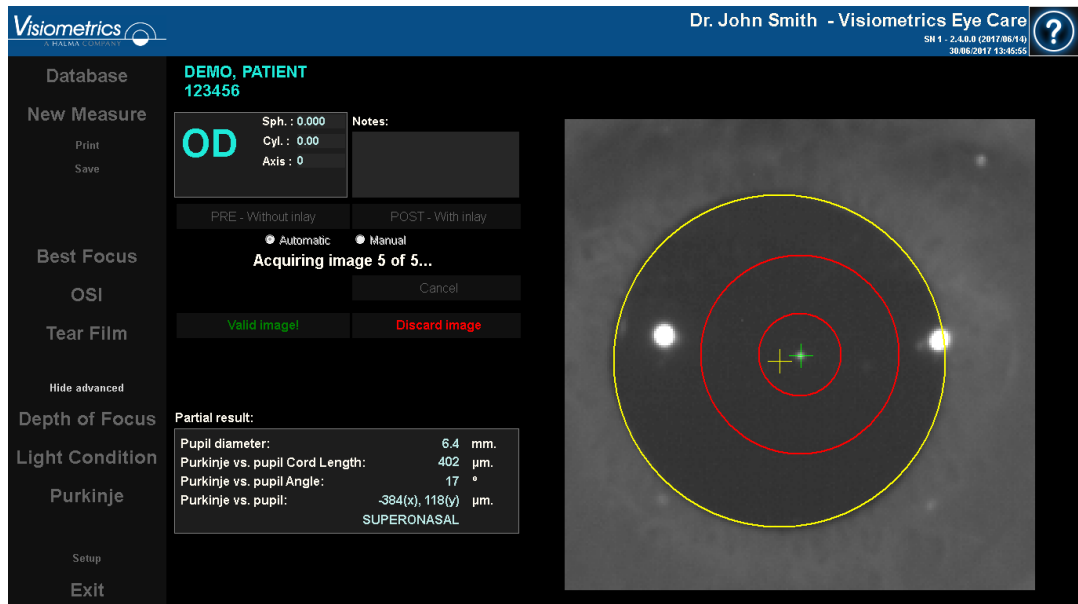 Visiometrics
A HALMA COMPANY
Dr. John Smith - Visiometrics Eye Care
SN 1 - 2.4.0.0 (2017/06/14)
30/06/2017 13:45:55
?
Database
New Measure
Print
Save
Best Focus
OSI
Tear Film
Hide advanced
Depth of Focus
Light Condition
Purkinje
Setup
Exit
DEMO, PATIENT
123456
OD
Sph. : 0.000
Cyl. : 0.00
Axis : 0
Notes:
PRE - Without inlay
POST - With inlay
Automatic
Manual
Acquiring image 5 of 5...
Cancel
Valid image!
Discard image
Partial result:
Pupil diameter: 6.4 mm.
Purkinje vs. pupil Cord Length: 402 µm.
Purkinje vs. pupil Angle: 17 º
Purkinje vs. pupil: -384(x), 118(y) µm.
SUPERONASAL